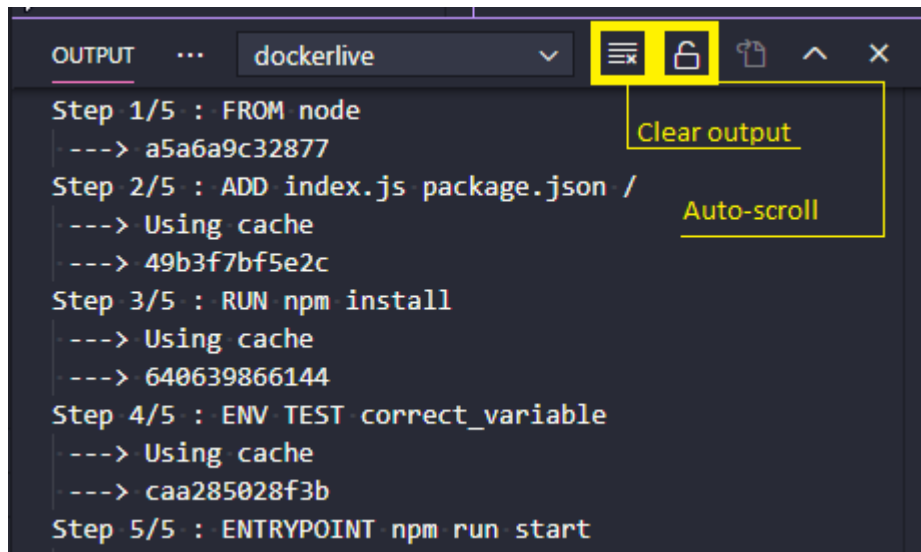 OUTPUT ··· dockerlive
Step 1/5 : FROM node
---> a5a6a9c32877
Clear output
Step 2/5 : ADD index.js package.json /
Auto-scroll
---> Using cache
---> 49b3f7bf5e2c
Step 3/5 : RUN npm install
---> Using cache
---> 640639866144
Step 4/5 : ENV TEST correct_variable
---> Using cache
---> caa285028f3b
Step 5/5 : ENTRYPOINT npm run start